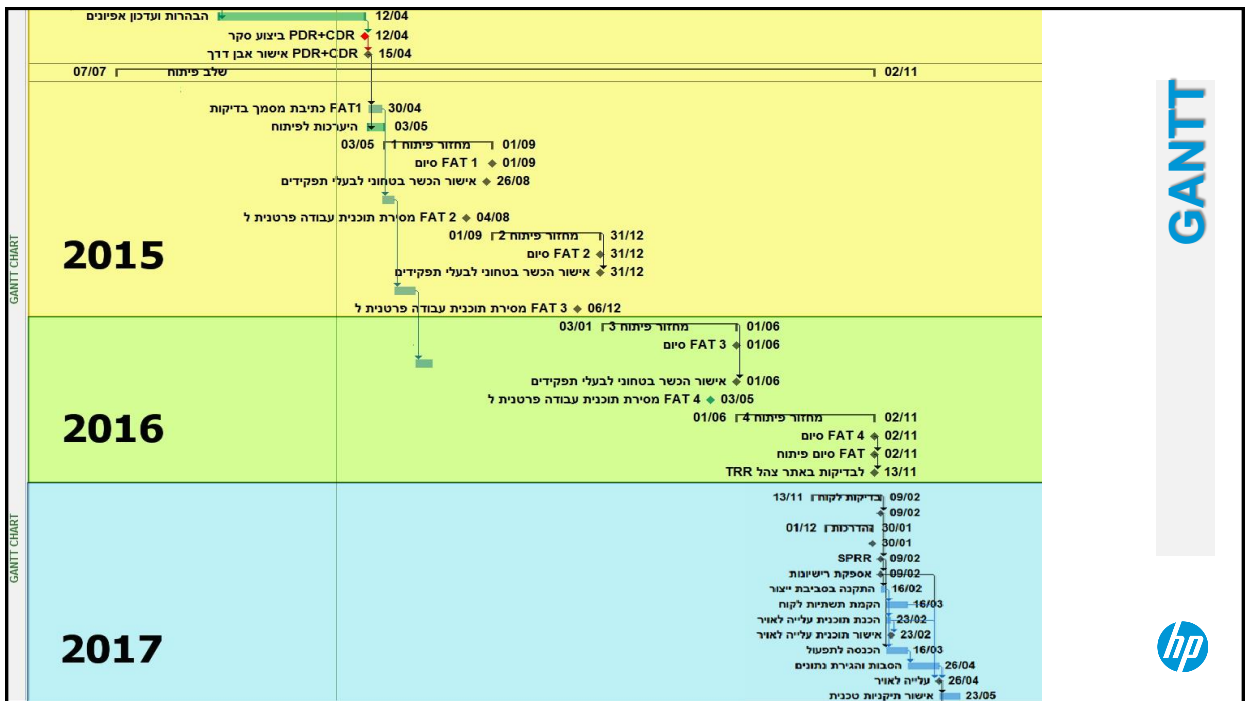 הבהרות ועדכון אפיונים 12/04
ביצוע סקר PDR+CDR 12/04
אישור אבן דרך PDR+CDR 15/04
07/07 שלב פיתוח 02/11
כתיבת מסמך בדיקות FAT1 30/04
היערכות לפיתוח 03/05
03/05 מחזור פיתוח 1 01/09
סיום FAT 1 01/09
אישור הכשר בטחוני לבעלי תפקידים 26/08
מסירת תוכנית עבודה פרטנית ל FAT 2 04/08
01/09 מחזור פיתוח 2 31/12
2015
סיום FAT 2 31/12
אישור הכשר בטחוני לבעלי תפקידים 31/12
מסירת תוכנית עבודה פרטנית ל FAT 3 06/12
03/01 מחזור פיתוח 3 01/06
סיום FAT 3 01/06
אישור הכשר בטחוני לבעלי תפקידים 01/06
מסירת תוכנית עבודה פרטנית ל FAT 4 03/05
01/06 מחזור פיתוח 4 02/11
2016
סיום FAT 4 02/11
סיום פיתוח FAT 02/11
לבדיקות באתר צהל TRR 13/11
13/11 בדיקות לקוח 09/02
09/02
01/12 הדרכות 30/01
30/01
SPRR 09/02
אספקת רישיונות 09/02
התקנה בסביבת ייצור 16/02
הקמת תשתיות לקוח 16/03
הכנת תוכנית עלייה לאויר 23/02
אישור תוכנית עלייה לאויר 23/02
2017
הכנסה לתפעול 16/03
הסבות והגירת נתונים 26/04
עלייה לאויר 26/04
אישור תיקניות טכנית 23/05
GANTT CHART
GANTT CHART
GANTT
hp